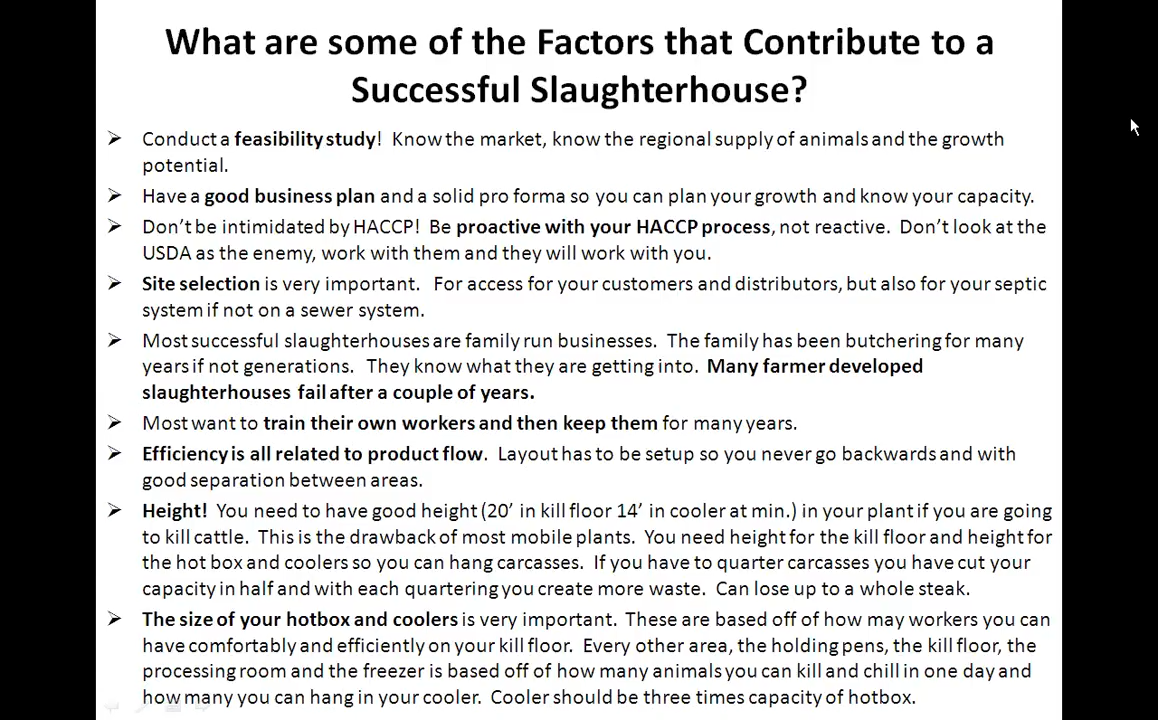 What are some of the Factors that Contribute to a
Successful Slaughterhouse?
➢ Conduct a feasibility study! Know the market, know the regional supply of animals and the growth
potential.
➢ Have a good business plan and a solid pro forma so you can plan your growth and know your capacity.
➢ Don't be intimidated by HACCP! Be proactive with your HACCP process, not reactive. Don't look at the
USDA as the enemy, work with them and they will work with you.
➢ Site selection is very important. For access for your customers and distributors, but also for your septic
system if not on a sewer system.
➢ Most successful slaughterhouses are family run businesses. The family has been butchering for many
years if not generations. They know what they are getting into. Many farmer developed
slaughterhouses fail after a couple of years.
➢ Most want to train their own workers and then keep them for many years.
➢ Efficiency is all related to product flow. Layout has to be setup so you never go backwards and with
good separation between areas.
➢ Height! You need to have good height (20' in kill floor 14' in cooler at min.) in your plant if you are going
to kill cattle. This is the drawback of most mobile plants. You need height for the kill floor and height for
the hot box and coolers so you can hang carcasses. If you have to quarter carcasses you have cut your
capacity in half and with each quartering you create more waste. Can lose up to a whole steak.
➢ The size of your hotbox and coolers is very important. These are based off of how may workers you can
have comfortably and efficiently on your kill floor. Every other area, the holding pens, the kill floor, the
processing room and the freezer is based off of how many animals you can kill and chill in one day and
how many you can hang in your cooler. Cooler should be three times capacity of hotbox.